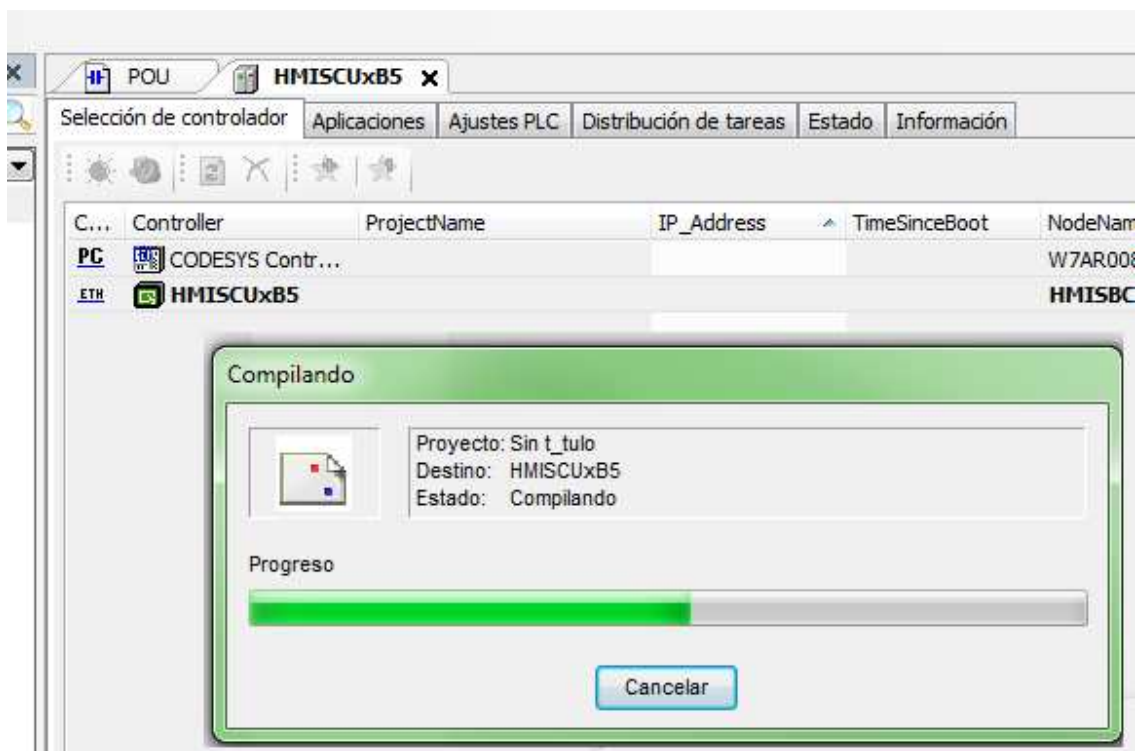 POU HMISCUxB5
Selección de controlador Aplicaciones Ajustes PLC Distribución de tareas Estado Información
C... Controller ProjectName IP_Address TimeSinceBoot NodeNam
PC CODESYS Contr... W7AR008
ETH HMISCUxB5 HMISBC
Compilando
Proyecto: Sin t_tulo
Destino: HMISCUxB5
Estado: Compilando
Progreso
Cancelar